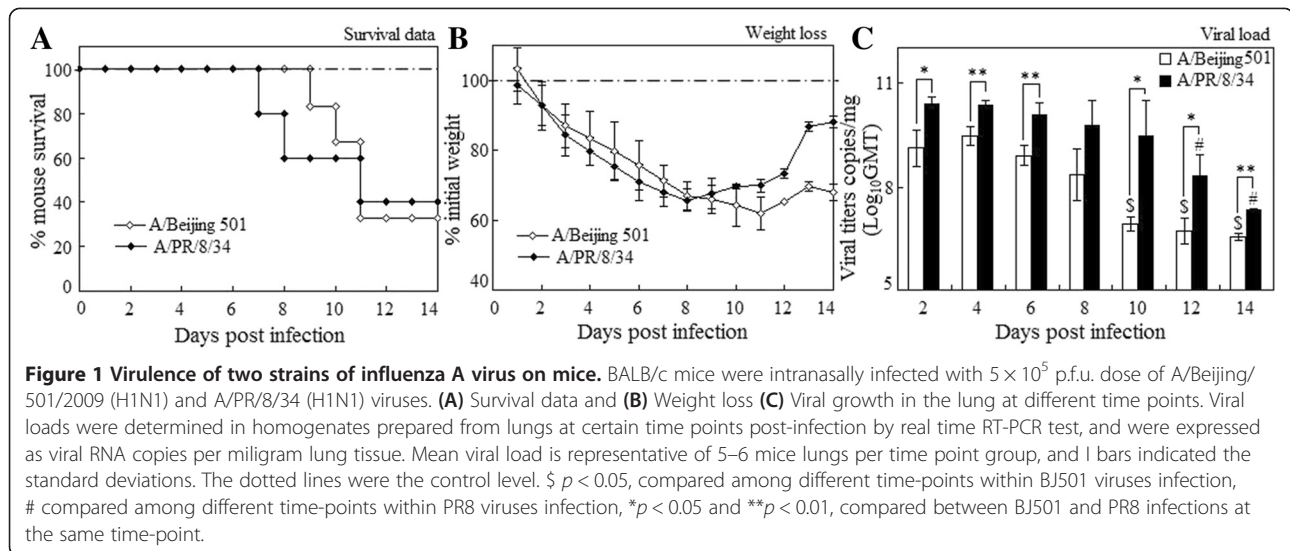 A
Survival data
% mouse survival
100
80
60
40
20
0
A/Beijing 501
A/PR/8/34
0 2 4 6 8 10 12 14
Days post infection
B
Weight loss
% initial weight
100
80
60
40
A/Beijing 501
A/PR/8/34
0 2 4 6 8 10 12 14
Days post infection
C
Viral load
Viral titers copies/mg
(Log10GMT)
11
8
5
A/Beijing501
A/PR/8/34
* ** ** * * **
# #
$ $ $
2 4 6 8 10 12 14
Days post infection
Figure 1 Virulence of two strains of influenza A virus on mice. BALB/c mice were intranasally infected with 5 × 10⁵ p.f.u. dose of A/Beijing/
501/2009 (H1N1) and A/PR/8/34 (H1N1) viruses. (A) Survival data and (B) Weight loss (C) Viral growth in the lung at different time points. Viral
loads were determined in homogenates prepared from lungs at certain time points post-infection by real time RT-PCR test, and were expressed
as viral RNA copies per miligram lung tissue. Mean viral load is representative of 5–6 mice lungs per time point group, and I bars indicated the
standard deviations. The dotted lines were the control level. $ p < 0.05, compared among different time-points within BJ501 viruses infection,
# compared among different time-points within PR8 viruses infection, *p < 0.05 and **p < 0.01, compared between BJ501 and PR8 infections at
the same time-point.